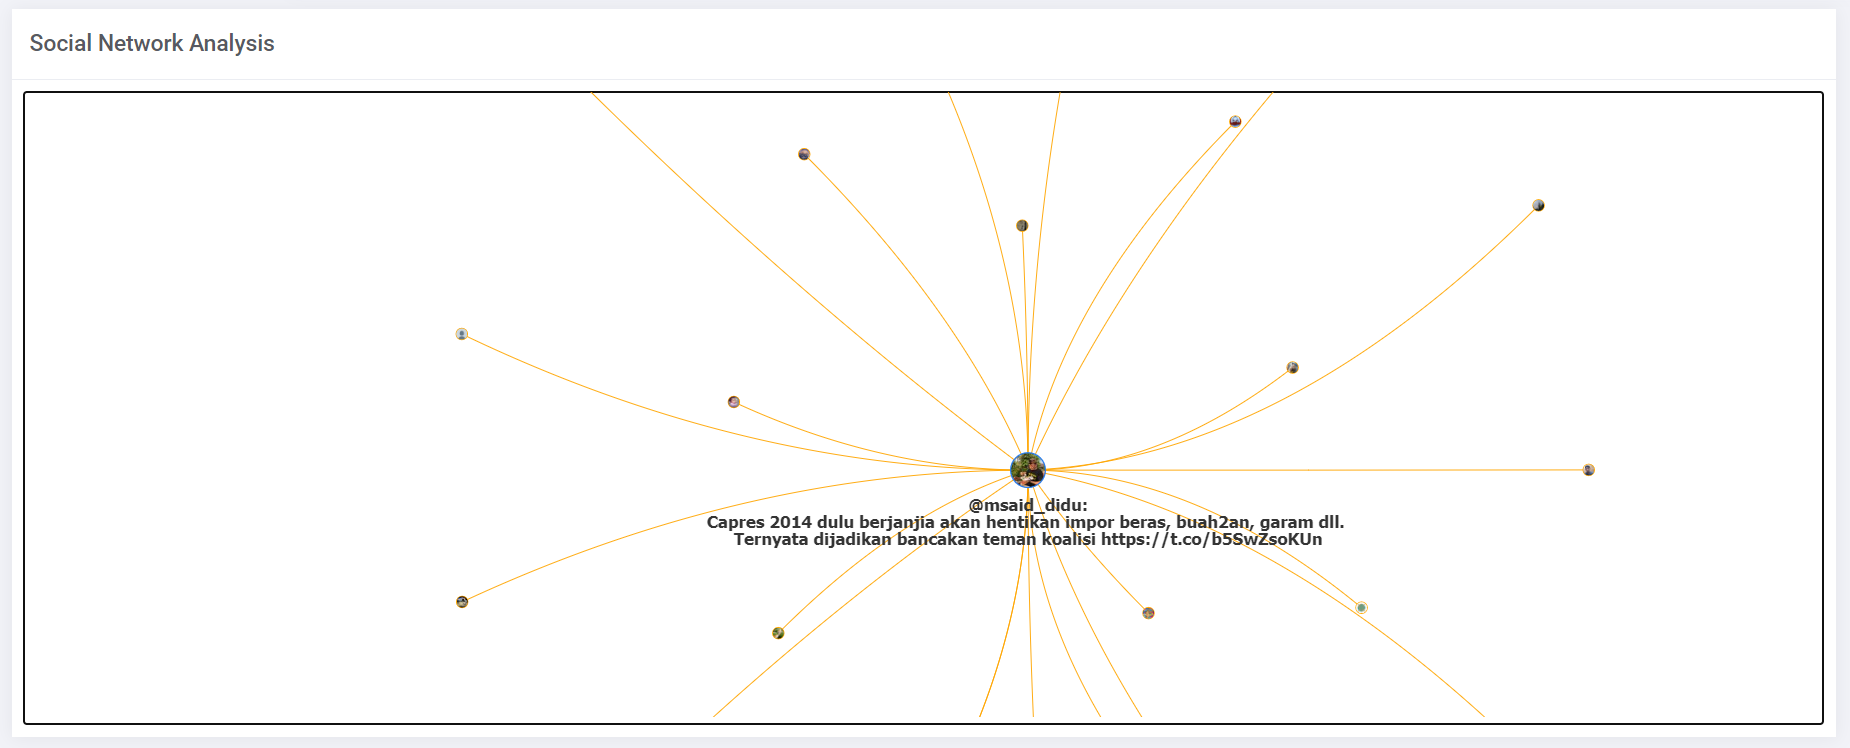 Social Network Analysis
@msaid_didu:
Capres 2014 dulu berjanjia akan hentikan impor beras, buah2an, garam dll.
Ternyata dijadikan bancakan teman koalisi https://t.co/b5SwZsoKUn